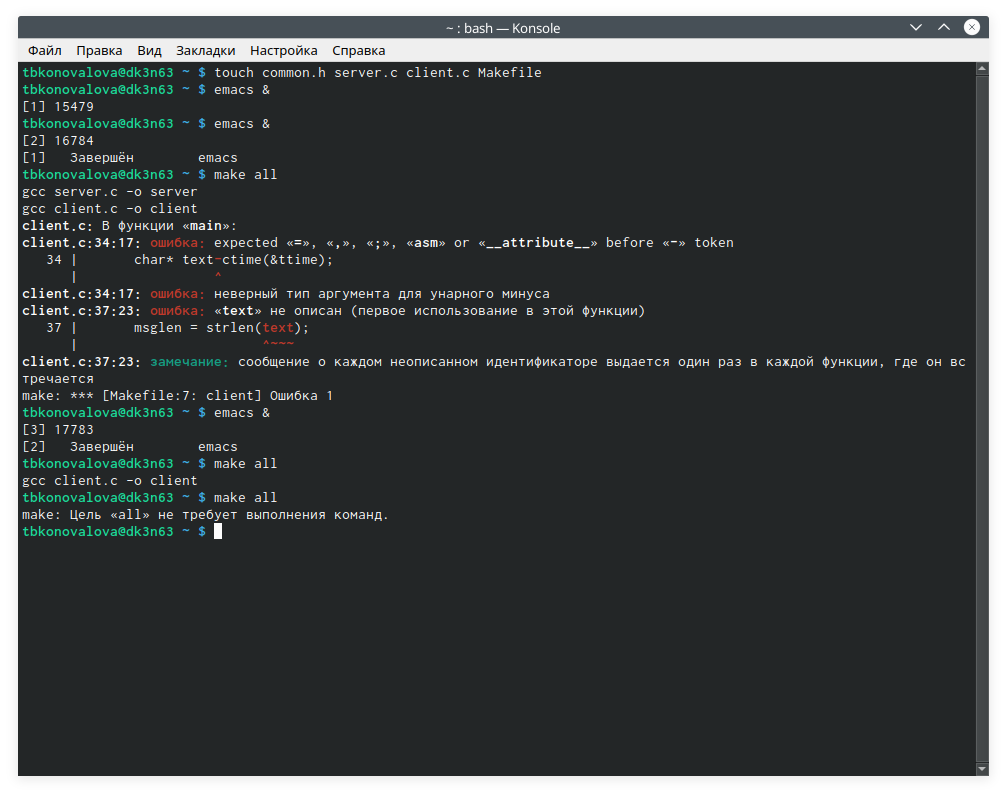 ~ : bash — Konsole
Файл Правка Вид Закладки Настройка Справка
tbkonovalova@dk3n63 ~ $ touch common.h server.c client.c Makefile
tbkonovalova@dk3n63 ~ $ emacs &
[1] 15479
tbkonovalova@dk3n63 ~ $ emacs &
[2] 16784
[1]   Завершён        emacs
tbkonovalova@dk3n63 ~ $ make all
gcc server.c -o server
gcc client.c -o client
client.c: В функции «main»:
client.c:34:17: ошибка: expected «=», «,», «;», «asm» or «__attribute__» before «-» token
   34 |       char* text-ctime(&ttime);
      |                 ^
client.c:34:17: ошибка: неверный тип аргумента для унарного минуса
client.c:37:23: ошибка: «text» не описан (первое использование в этой функции)
   37 |       msglen = strlen(text);
      |                       ^~~~
client.c:37:23: замечание: сообщение о каждом неописанном идентификаторе выдается один раз в каждой функции, где он вс
тречается
make: *** [Makefile:7: client] Ошибка 1
tbkonovalova@dk3n63 ~ $ emacs &
[3] 17783
[2]   Завершён        emacs
tbkonovalova@dk3n63 ~ $ make all
gcc client.c -o client
tbkonovalova@dk3n63 ~ $ make all
make: Цель «all» не требует выполнения команд.
tbkonovalova@dk3n63 ~ $